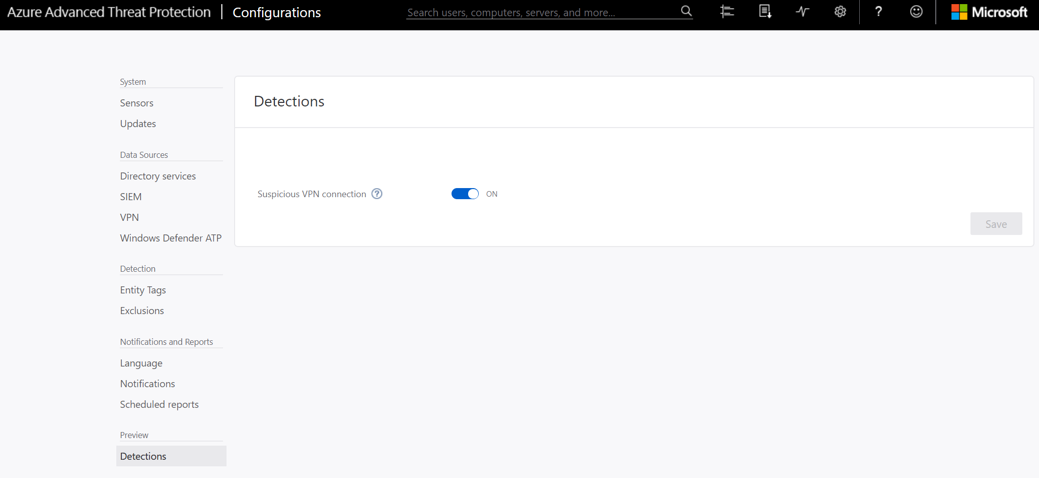 Azure Advanced Threat Protection | Configurations
Search users, computers, servers, and more...
?
Microsoft
System
Sensors
Updates
Data Sources
Directory services
SIEM
VPN
Windows Defender ATP
Detection
Entity Tags
Exclusions
Notifications and Reports
Language
Notifications
Scheduled reports
Preview
Detections
Detections
Suspicious VPN connection ? ON
Save